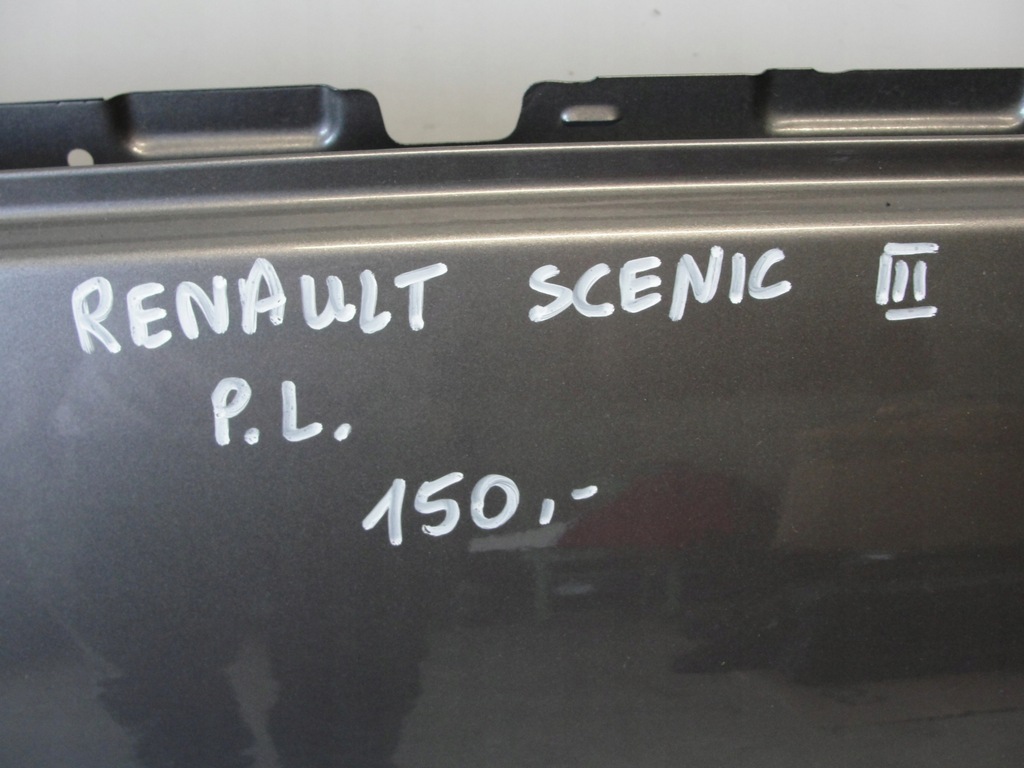 RENAULT SCENIC III
P.L.
150,-